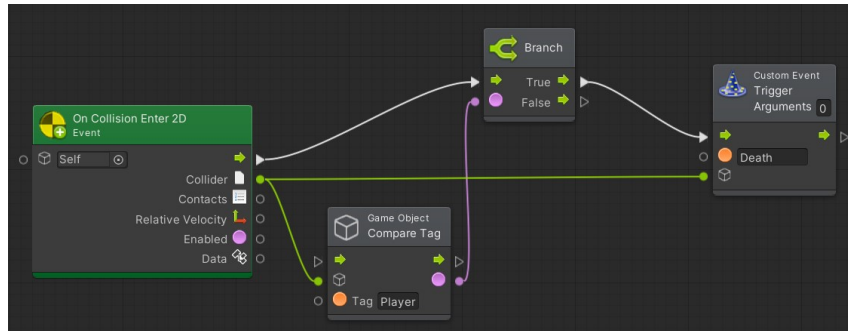 On Collision Enter 2D
Event
Self
Collider
Contacts
Relative Velocity
Enabled
Data
Game Object
Compare Tag
Tag Player
Branch
True
False
Custom Event
Trigger
Arguments 0
Death